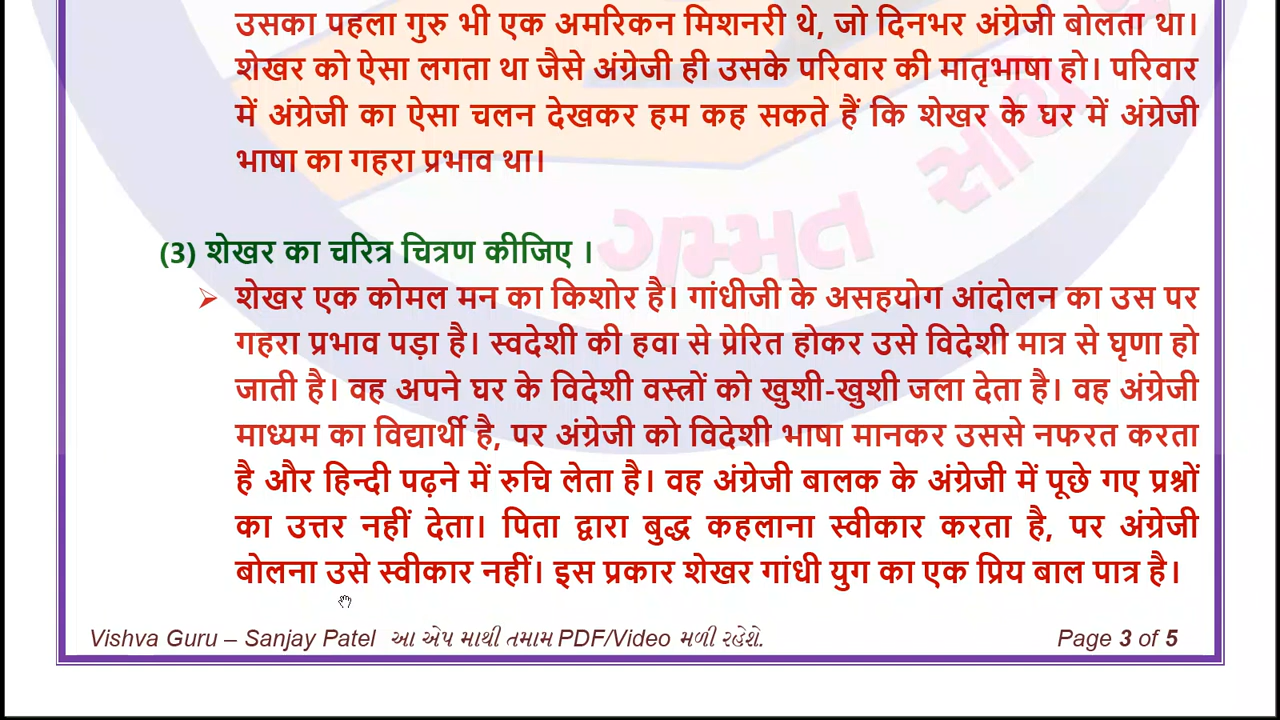 उसका पहला गुरु भी एक अमरिकन मिशनरी थे, जो दिनभर अंग्रेजी बोलता था।
शेखर को ऐसा लगता था जैसे अंग्रेजी ही उसके परिवार की मातृभाषा हो। परिवार
में अंग्रेजी का ऐसा चलन देखकर हम कह सकते हैं कि शेखर के घर में अंग्रेजी
भाषा का गहरा प्रभाव था।
ગમ્મત સાથ
(3) शेखर का चरित्र चित्रण कीजिए ।
➢ शेखर एक कोमल मन का किशोर है। गांधीजी के असहयोग आंदोलन का उस पर
गहरा प्रभाव पड़ा है। स्वदेशी की हवा से प्रेरित होकर उसे विदेशी मात्र से घृणा हो
जाती है। वह अपने घर के विदेशी वस्त्रों को खुशी-खुशी जला देता है। वह अंग्रेजी
माध्यम का विद्यार्थी है, पर अंग्रेजी को विदेशी भाषा मानकर उससे नफरत करता
है और हिन्दी पढ़ने में रुचि लेता है। वह अंग्रेजी बालक के अंग्रेजी में पूछे गए प्रश्नों
का उत्तर नहीं देता। पिता द्वारा बुद्ध कहलाना स्वीकार करता है, पर अंग्रेजी
बोलना उसे स्वीकार नहीं। इस प्रकार शेखर गांधी युग का एक प्रिय बाल पात्र है।
Vishva Guru – Sanjay Patel આ એપ માથી તમામ PDF/Video મળી રહેશે. Page 3 of 5